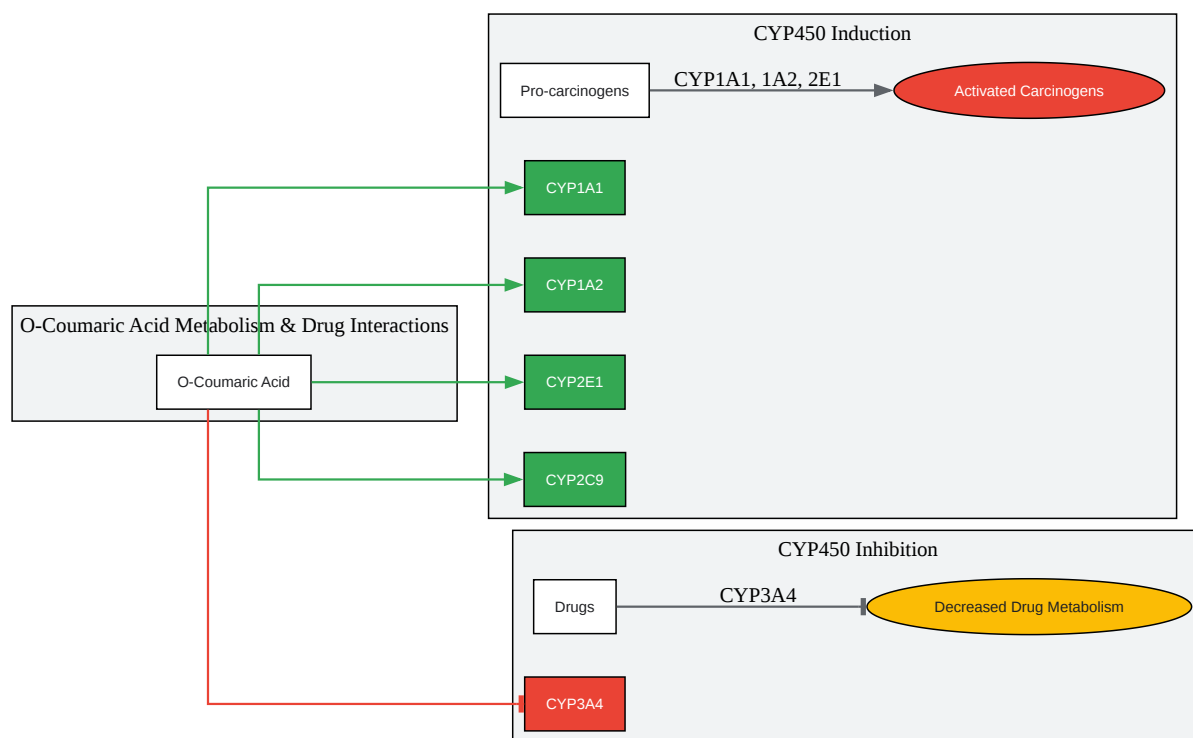 CYP450 Induction
Pro-carcinogens
CYP1A1, 1A2, 2E1
Activated Carcinogens
CYP1A1
CYP1A2
O-Coumaric Acid Metabolism & Drug Interactions
O-Coumaric Acid
CYP2E1
CYP2C9
CYP450 Inhibition
Drugs
CYP3A4
Decreased Drug Metabolism
CYP3A4